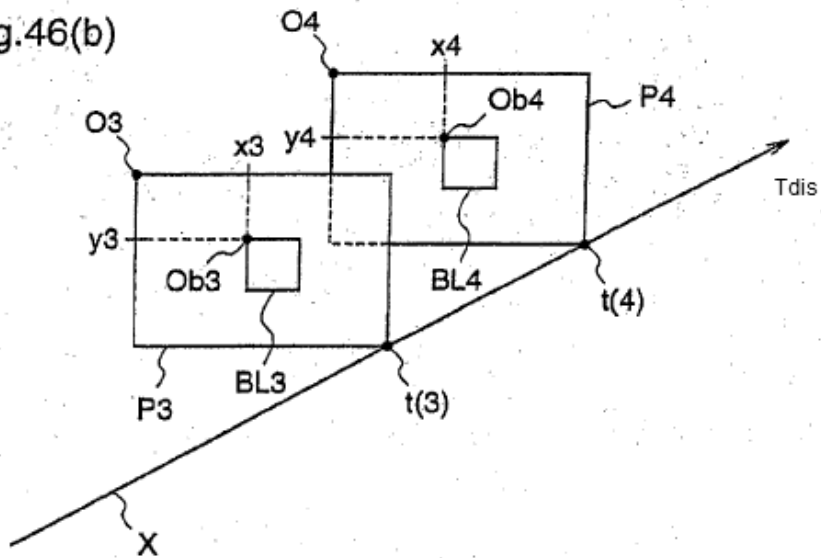 g.46(b)
O4
x4
Ob4
P4
O3
x3
y4
Tdis
y3
Ob3
BL4
t(4)
BL3
t(3)
P3
X